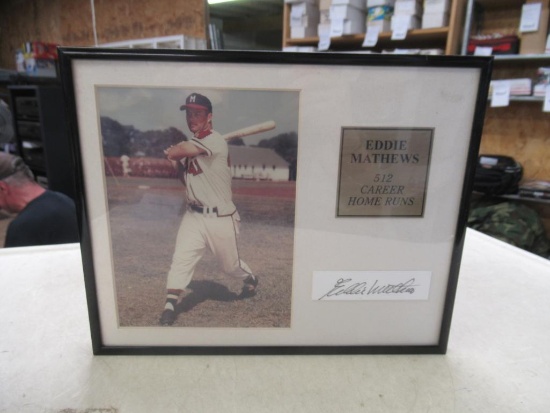 M
EDDIE
MATHEWS
512
CAREER
HOME RUNS
Eddie Mathews